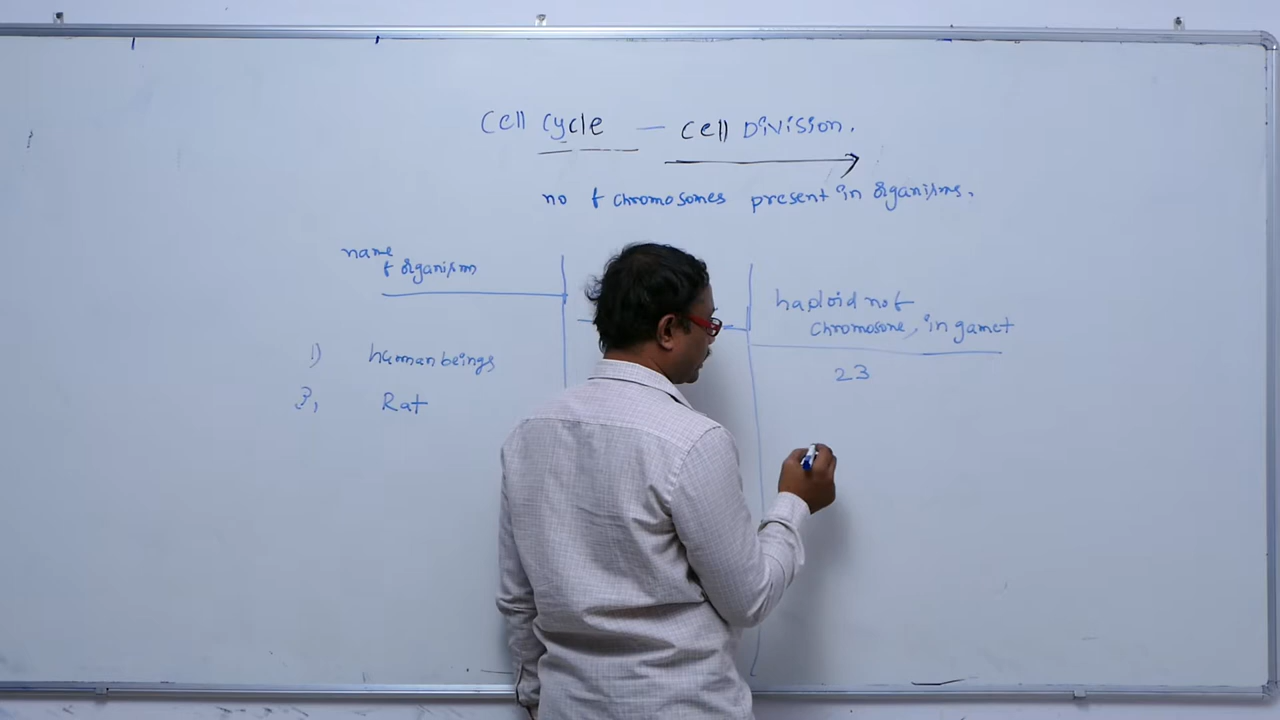 Cell Cycle — Cell Division.
no of chromosomes present in organisms.
name
of organism
haploid no of
chromosome, in gamet
1) human beings
23
2, Rat